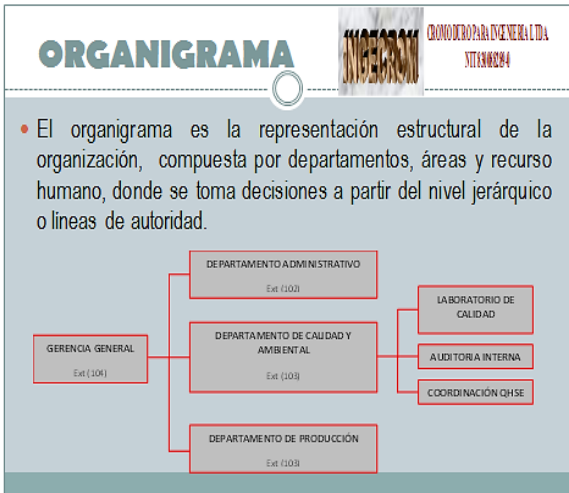 ORGANIGRAMA
INGECROM
CROMO DURO PARA INGENIERIA LTDA.
El organigrama es la representación estructural de la
organización, compuesta por departamentos, áreas y recurso
humano, donde se toma decisiones a partir del nivel jerárquico
o lineas de autoridad.
GERENCIA GENERAL
Ext (104)
DEPARTAMENTO ADMINISTRATIVO
Ext (102)
DEPARTAMENTO DE CALIDAD Y
AMBIENTAL
Ext (103)
DEPARTAMENTO DE PRODUCCIÓN
Ext (103)
LABORATORIO DE
CALIDAD
AUDITORIA INTERNA
COORDINACIÓN QHSE